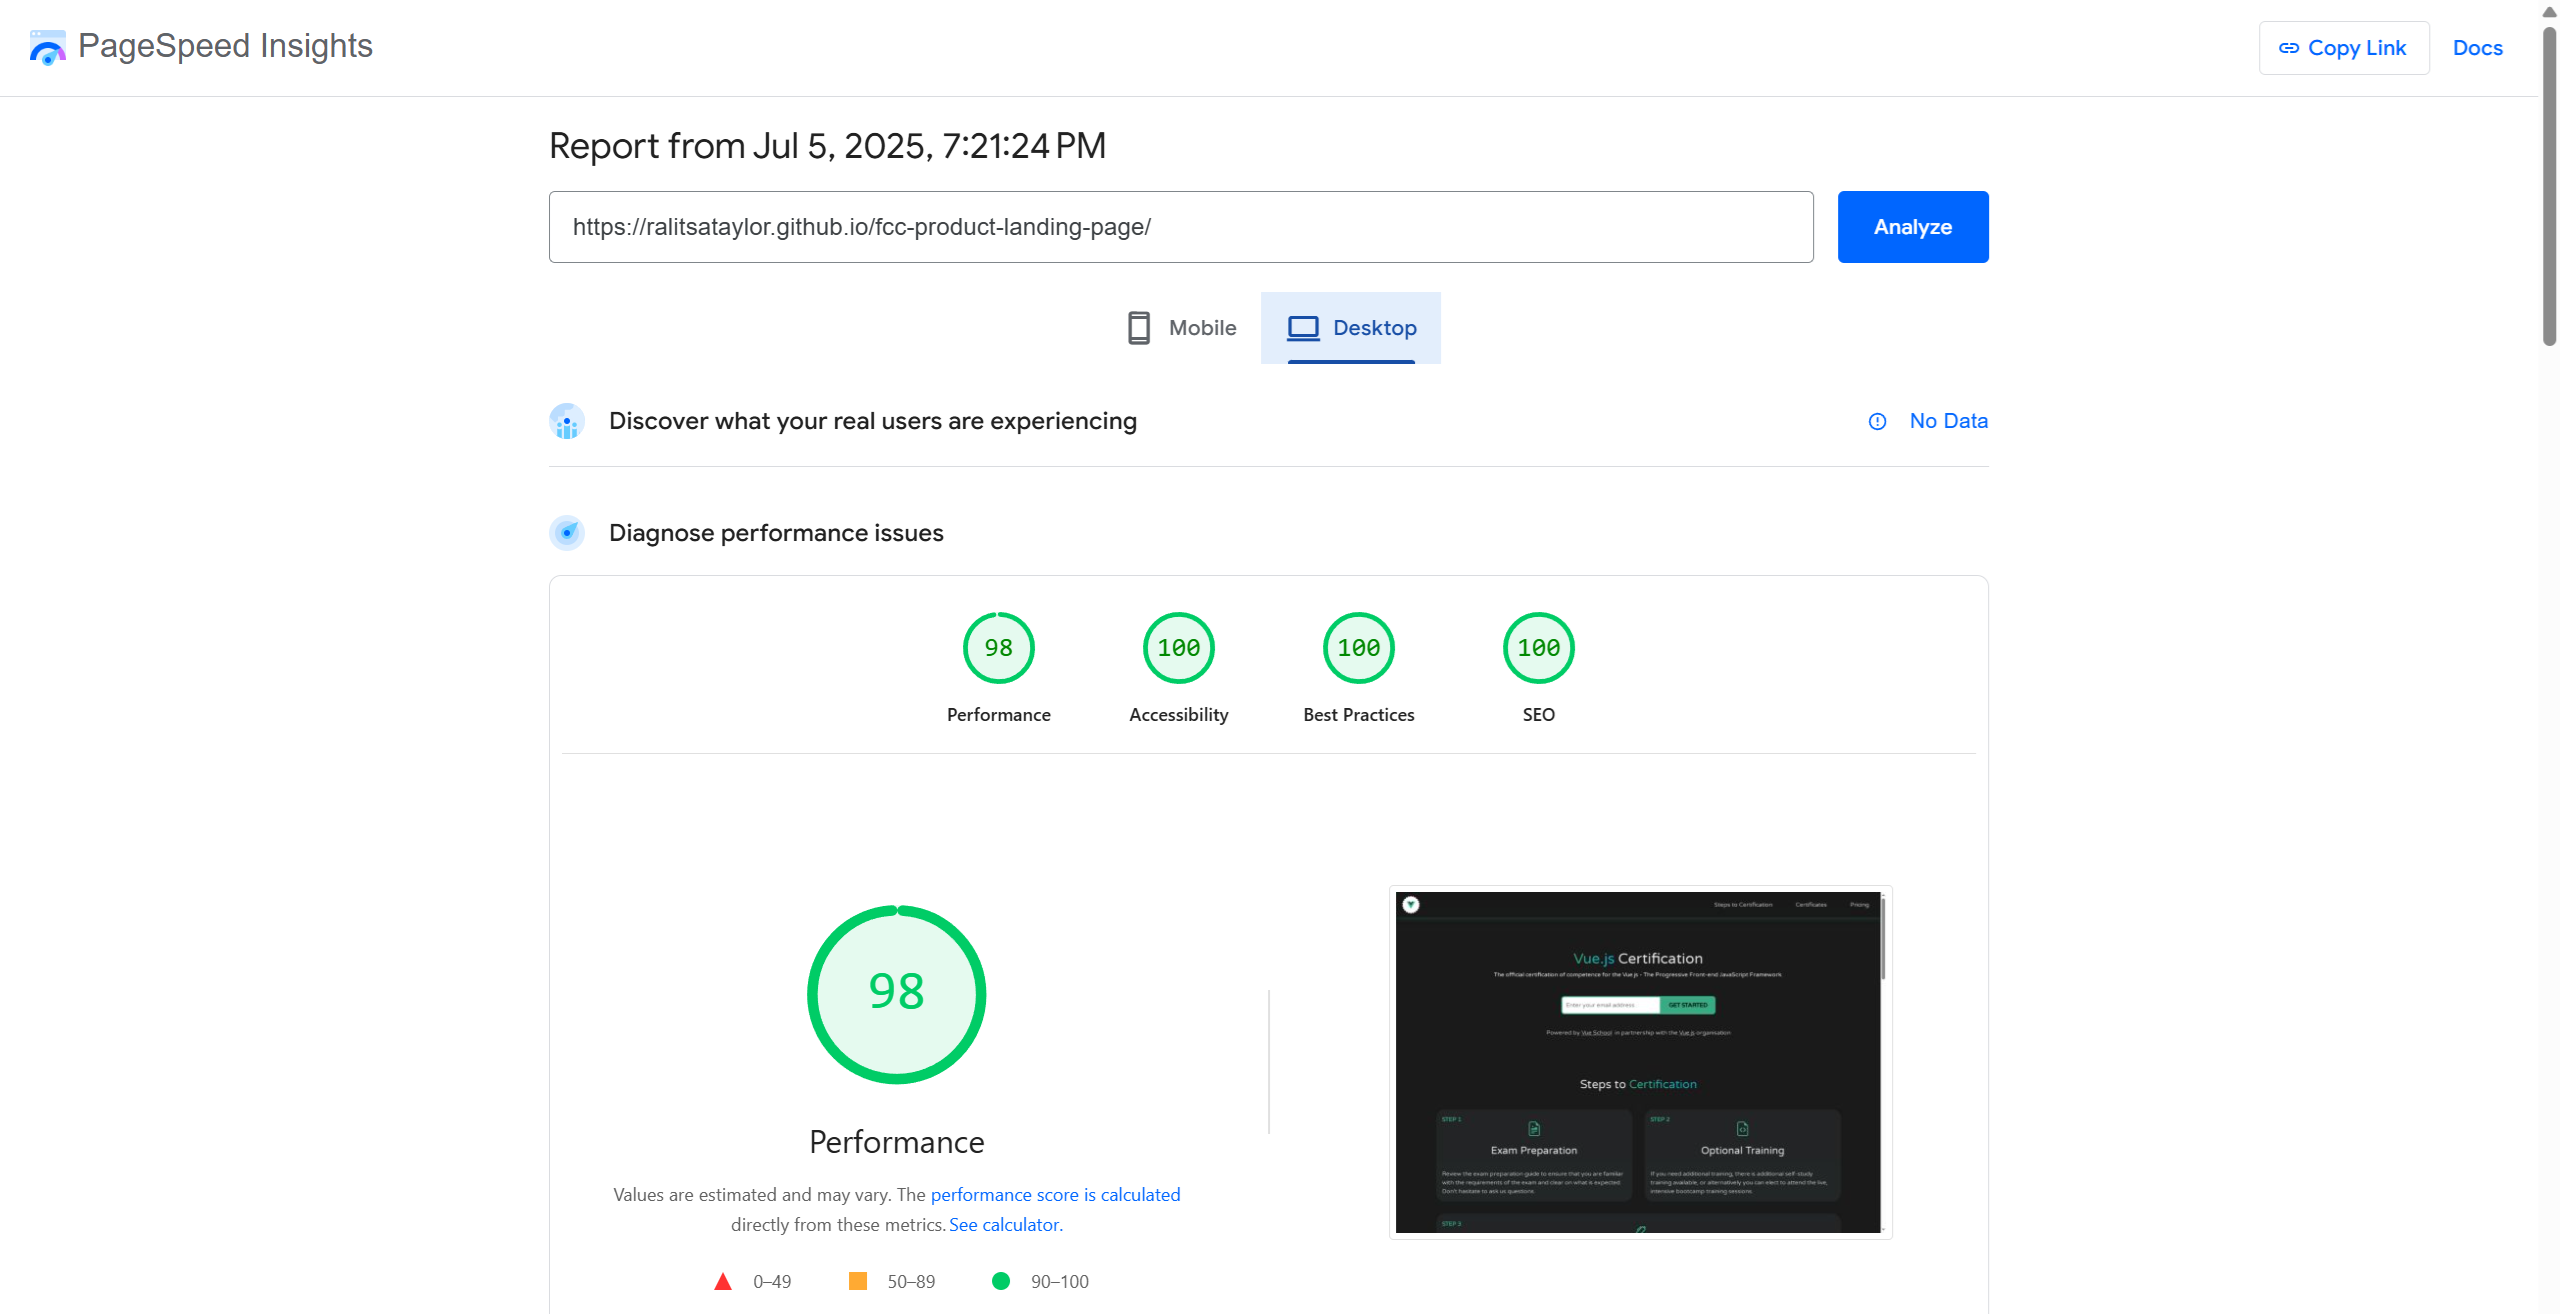 PageSpeed Insights
Copy Link
Docs
Report from Jul 5, 2025, 7:21:24 PM
https://ralitsataylor.github.io/fcc-product-landing-page/
Analyze
Mobile
Desktop
Discover what your real users are experiencing
No Data
Diagnose performance issues
98
100
100
100
Performance
Accessibility
Best Practices
SEO
98
Performance
Values are estimated and may vary. The performance score is calculated
directly from these metrics. See calculator.
0–49
50–89
90–100
Steps to Certification
Certificates
Pricing
Vue.js Certification
The official certification of competence for the Vue.js - The Progressive Front-end JavaScript Framework
Enter your email address
GET STARTED
Powered by Vue School in partnership with the Vue.js organisation
Steps to Certification
STEP 1
Exam Preparation
Review the exam preparation guide to ensure that you are familiar
with the requirements of the exam and clear on what is expected.
Don't hesitate to ask us questions.
STEP 2
Optional Training
If you need additional training, there is additional self-study
training available, or alternatively you can elect to attend the live,
intensive bootcamp training sessions.
STEP 3